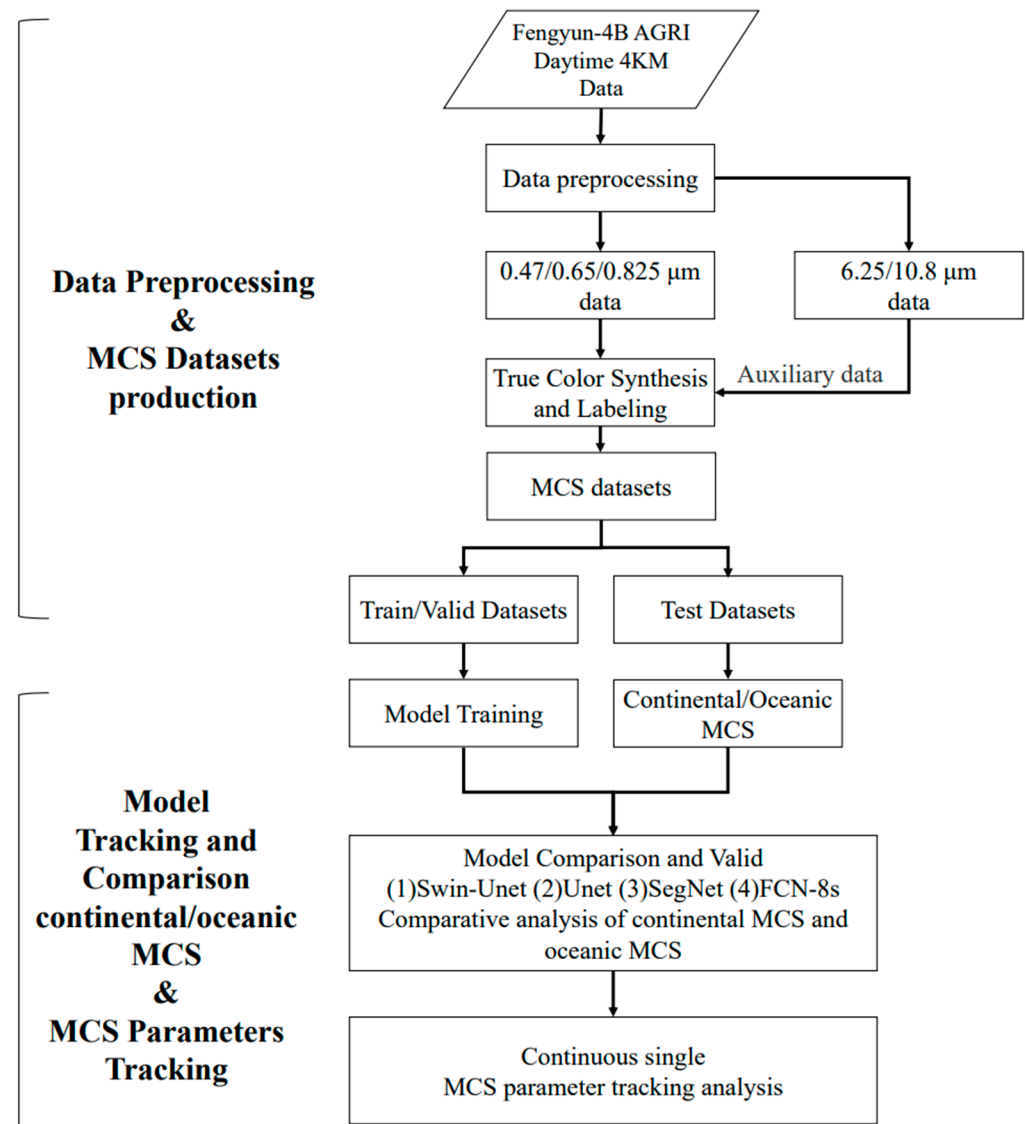 Fengyun-4B AGRI
Daytime 4KM
Data
Data preprocessing
0.47/0.65/0.825 μm
data
6.25/10.8 μm
data
Auxiliary data
True Color Synthesis
and Labeling
MCS datasets
Train/Valid Datasets
Test Datasets
Data Preprocessing
&
MCS Datasets
production
Model Training
Continental/Oceanic
MCS
Model Comparison and Valid
(1)Swin-Unet (2)Unet (3)SegNet (4)FCN-8s
Comparative analysis of continental MCS and
oceanic MCS
Continuous single
MCS parameter tracking analysis
Model
Tracking and
Comparison
continental/oceanic
MCS
&
MCS Parameters
Tracking